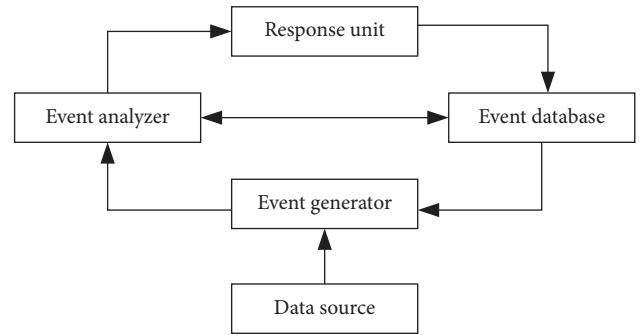 Response unit
Event analyzer
Event database
Event generator
Data source